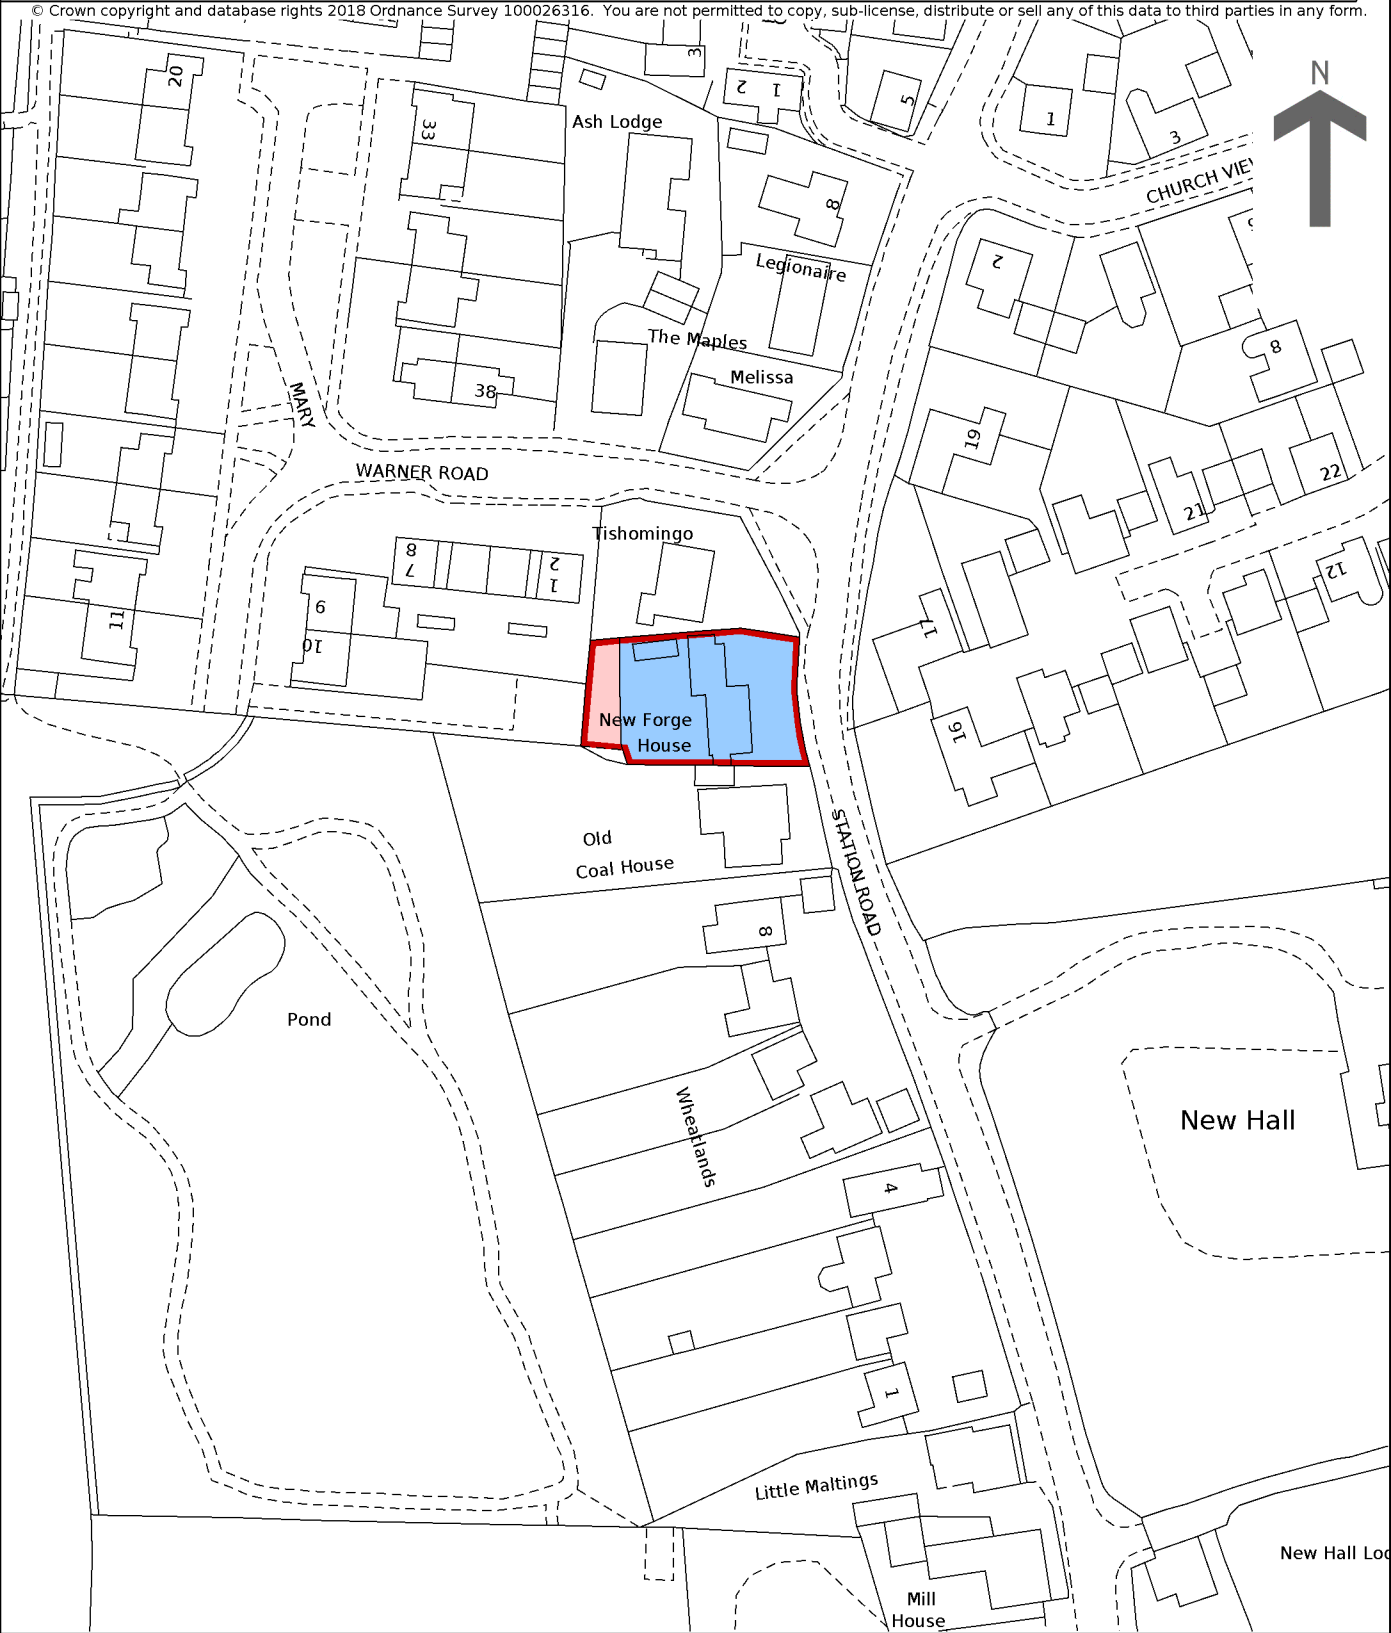 © Crown copyright and database rights 2018 Ordnance Survey 100026316. You are not permitted to copy, sub-license, distribute or sell any of this data to third parties in any form.
N
20
33
3
2 1
5
1
3
Ash Lodge
CHURCH VIEW
8
Legionaire
2
The Maples
Melissa
8
38
MARY
WARNER ROAD
19
22
21
Tishomingo
8
7
2
1
12
9
10
11
17
New Forge
House
16
Old
Coal House
STATION ROAD
8
Pond
Wheatlands
New Hall
4
1
Little Maltings
New Hall Loc
Mill
House